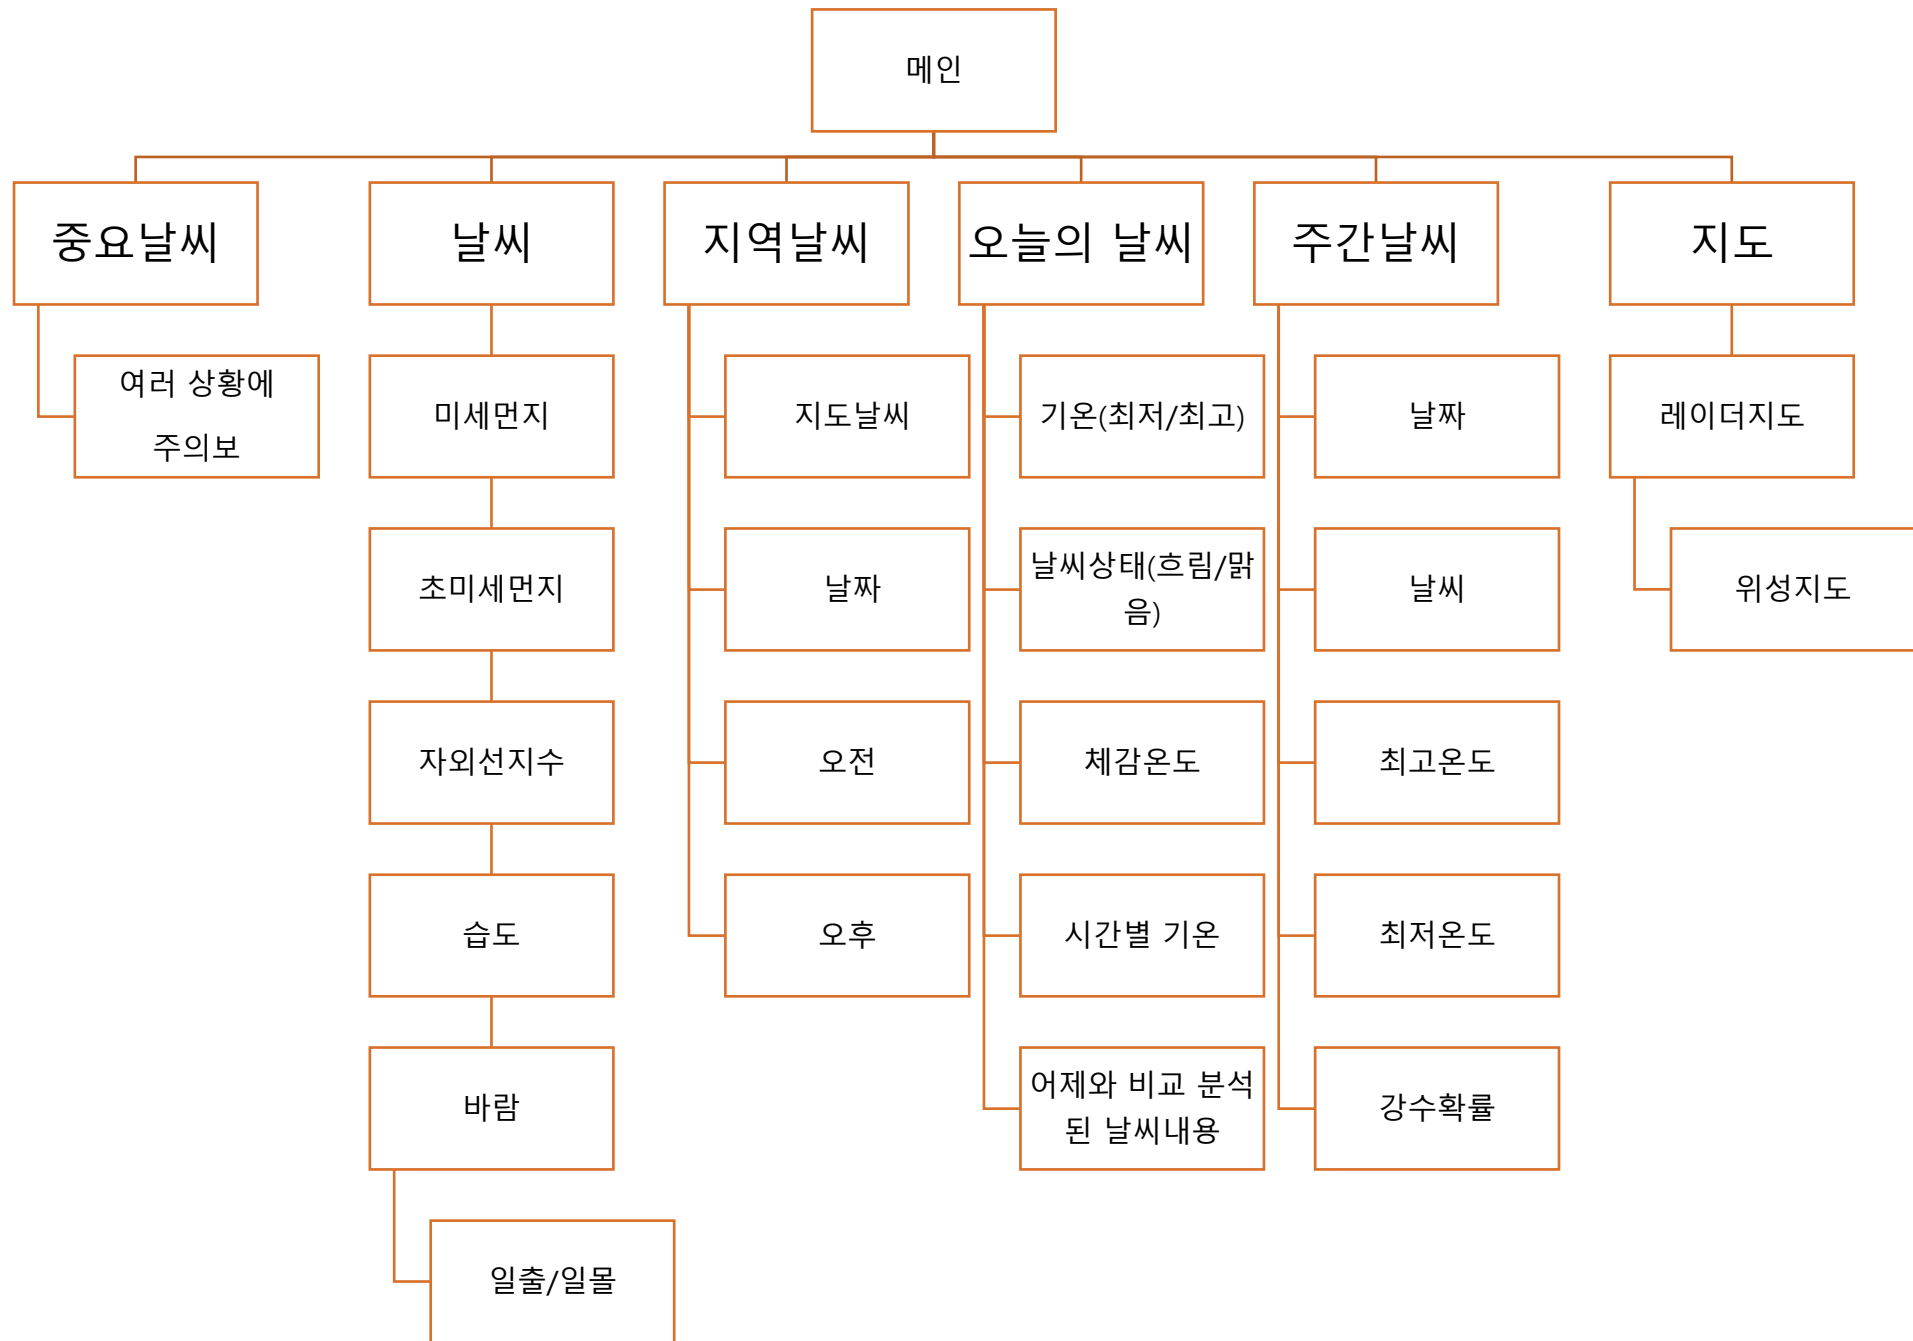 메인
중요날씨
날씨
지역날씨
오늘의 날씨
주간날씨
지도
여러 상황에
주의보
미세먼지
지도날씨
기온(최저/최고)
날짜
레이더지도
초미세먼지
날짜
날씨상태(흐림/맑
음)
날씨
위성지도
자외선지수
오전
체감온도
최고온도
습도
오후
시간별 기온
최저온도
바람
어제와 비교 분석
된 날씨내용
강수확률
일출/일몰